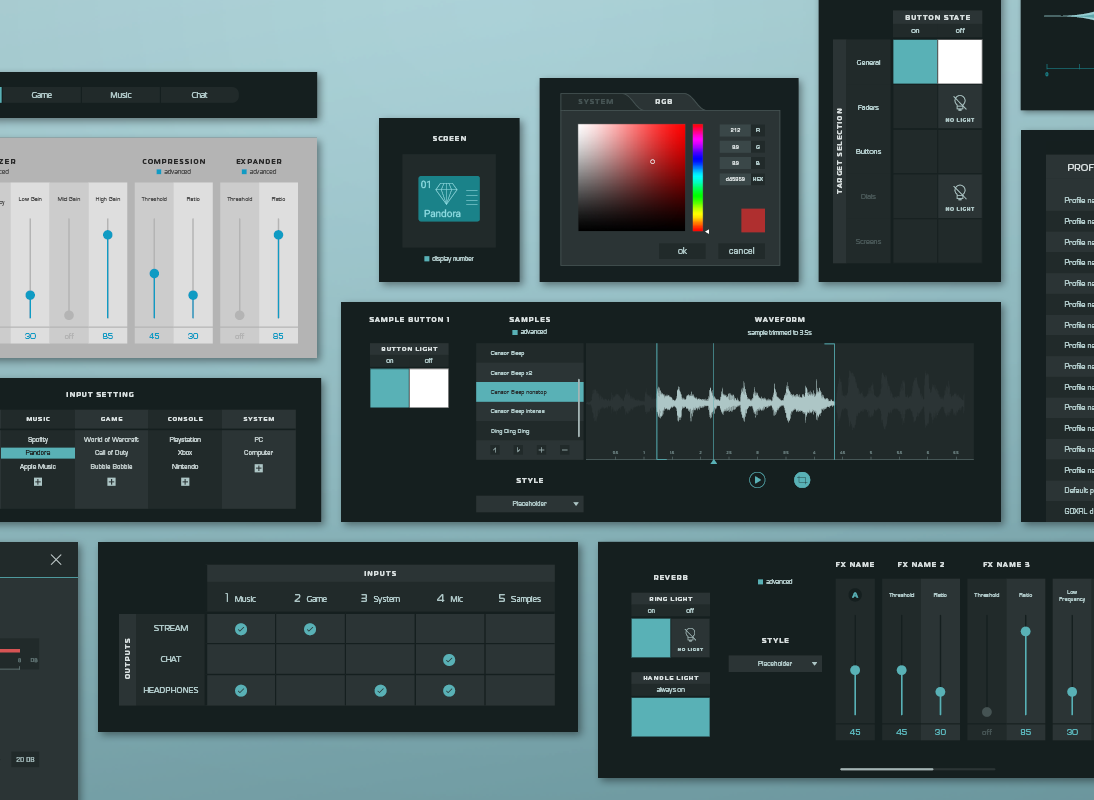 Game Music Chat
ZER
ed
COMPRESSION
advanced
EXPANDER
advanced
Low Gain Mid Gain High Gain Threshold Ratio Threshold Ratio
30 off 85 45 30 off 85
INPUT SETTING
MUSIC GAME CONSOLE SYSTEM
Spotify World of Warcraft Playstation PC
Pandora Call of Duty Xbox Computer
Apple Music Bubble Bobble Nintendo
SCREEN
01
Pandora
display number
SYSTEM RGB
212 R
89 G
89 B
dd5959 HEX
ok cancel
BUTTON STATE
on off
TARGET SELECTION
General
Faders
NO LIGHT
Buttons
Dials
NO LIGHT
Screens
SAMPLE BUTTON 1
BUTTON LIGHT
on off
SAMPLES
advanced
Censor Beep
Censor Beep x2
Censor Beep nonstop
Censor Beep intense
Ding Ding Ding
STYLE
Placeholder
WAVEFORM
sample trimmed to 3.5s
0
PROF
Profile na
Profile na
Profile na
Profile na
Profile na
Profile na
Profile na
Profile na
Profile na
Profile na
Profile na
Profile na
Profile na
Profile na
Default p
GOXRL d
20 DB
INPUTS
1 Music 2 Game 3 System 4 Mic 5 Samples
OUTPUTS
STREAM
CHAT
HEADPHONES
REVERB
RING LIGHT
on off
NO LIGHT
HANDLE LIGHT
always on
advanced
STYLE
Placeholder
FX NAME FX NAME 2 FX NAME 3
A Threshold Ratio Threshold Ratio Low
Frequency
45 45 30 off 85 30